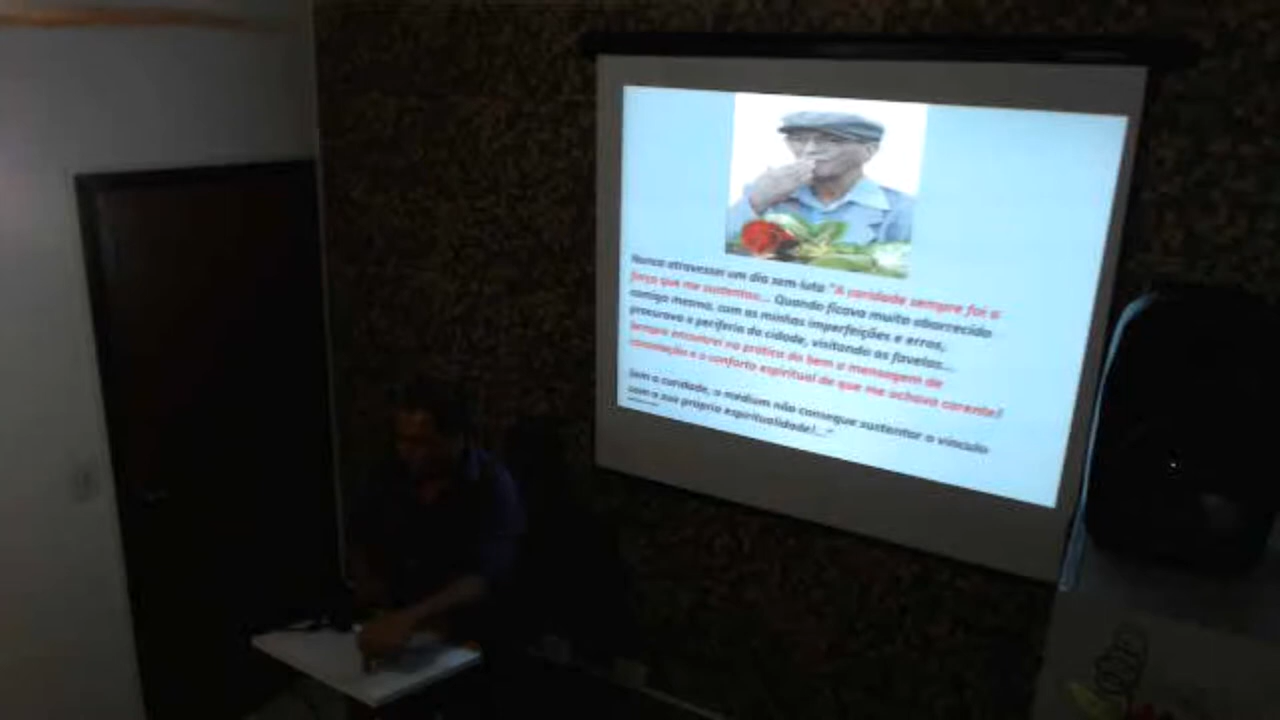 Nunca atravessei um dia sem luta "A caridade sempre foi a
força que me sustentou... Quando ficava muito aborrecido
comigo mesmo, com as minhas imperfeições e erros,
procurava a periferia da cidade, visitando as favelas...
Sempre encontrei na prática do bem a mensagem de
consolação e o conforto espiritual de que me achava carente!
Sem a caridade, o médium não consegue sustentar o vínculo
com a sua própria espiritualidade!..."